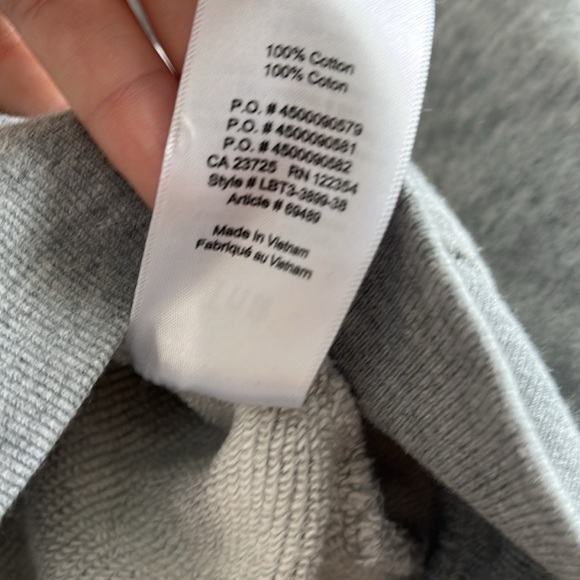 100% Cotton
100% Coton
P.O. # 4500090579
P.O. # 4500090581
P.O. # 4500090582
CA 23725 RN 122354
Style # LBT3-3899-38
Article # 69489
Made in Vietnam
Fabriqué au Vietnam